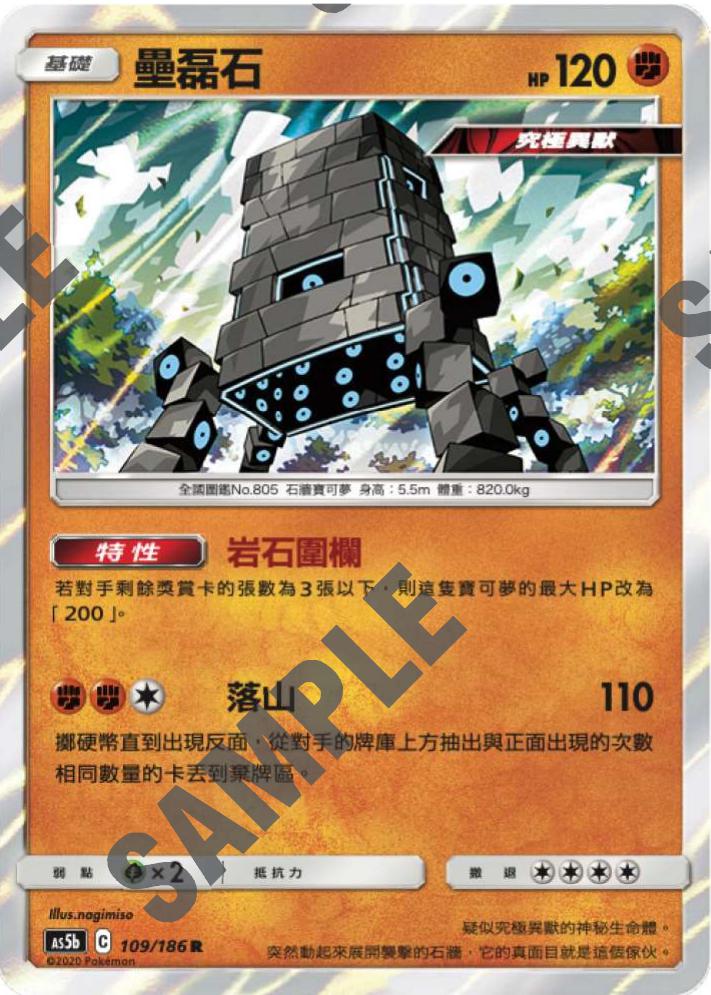 基礎 壘磊石 HP 120
究極異獸
全國圖鑑No.805 石牆寶可夢 身高：5.5m 體重：820.0kg
特性 岩石圍欄
若對手剩餘獎賞卡的張數為3張以下，則這隻寶可夢的最大HP改為
「200」。
落山 110
擲硬幣直到出現反面，從對手的牌庫上方抽出與正面出現的次數
相同數量的卡丟到棄牌區。
弱點 ×2 抵抗力 撤退
Illus.nagimiso
疑似究極異獸的神秘生命體。
AS5b C 109/186 R
突然動起來展開襲擊的石牆，它的真面目就是這個傢伙。
©2020 Pokémon
SAMPLE